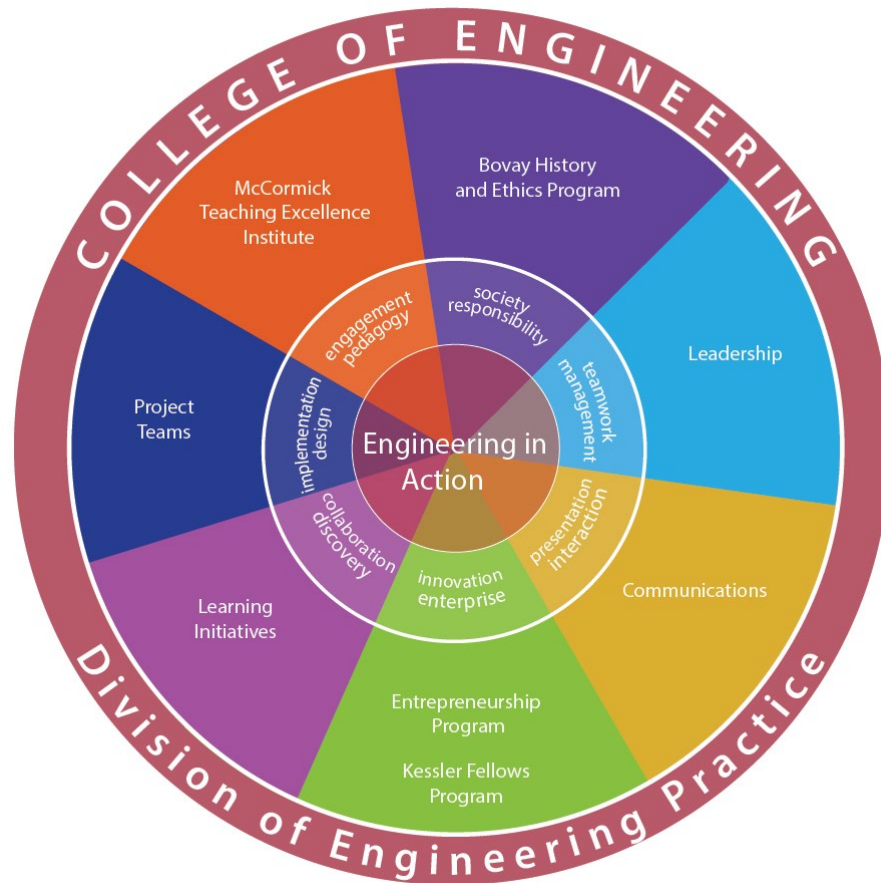 COLLEGE OF ENGINEERING
Bovay History
and Ethics Program
Leadership
Communications
Entrepreneurship
Program
Kessler Fellows
Program
Learning
Initiatives
Project
Teams
McCormick
Teaching Excellence
Institute
society
responsibility
teamwork
management
presentation
interaction
innovation
enterprise
collaboration
discovery
implementation
design
engagement
pedagogy
Engineering in
Action
Division of Engineering Practice